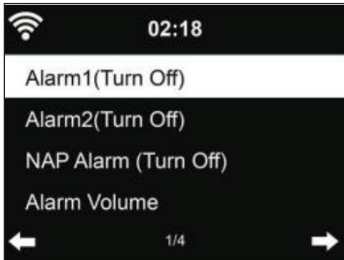 02:18
Alarm1(Turn Off)
Alarm2(Turn Off)
NAP Alarm (Turn Off)
Alarm Volume
1/4